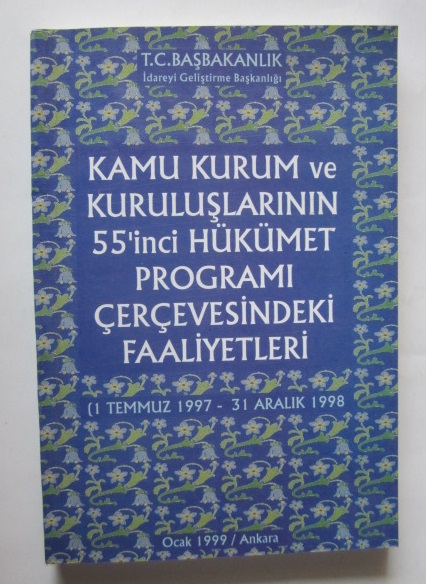 T.C.BAŞBAKANLIK
İdareyi Geliştirme Başkanlığı
KAMU KURUM ve
KURULUŞLARININ
55'inci HÜKÜMET
PROGRAMI
ÇERÇEVESİNDEKİ
FAALİYETLERİ
(1 TEMMUZ 1997 - 31 ARALIK 1998
Ocak 1999 / Ankara